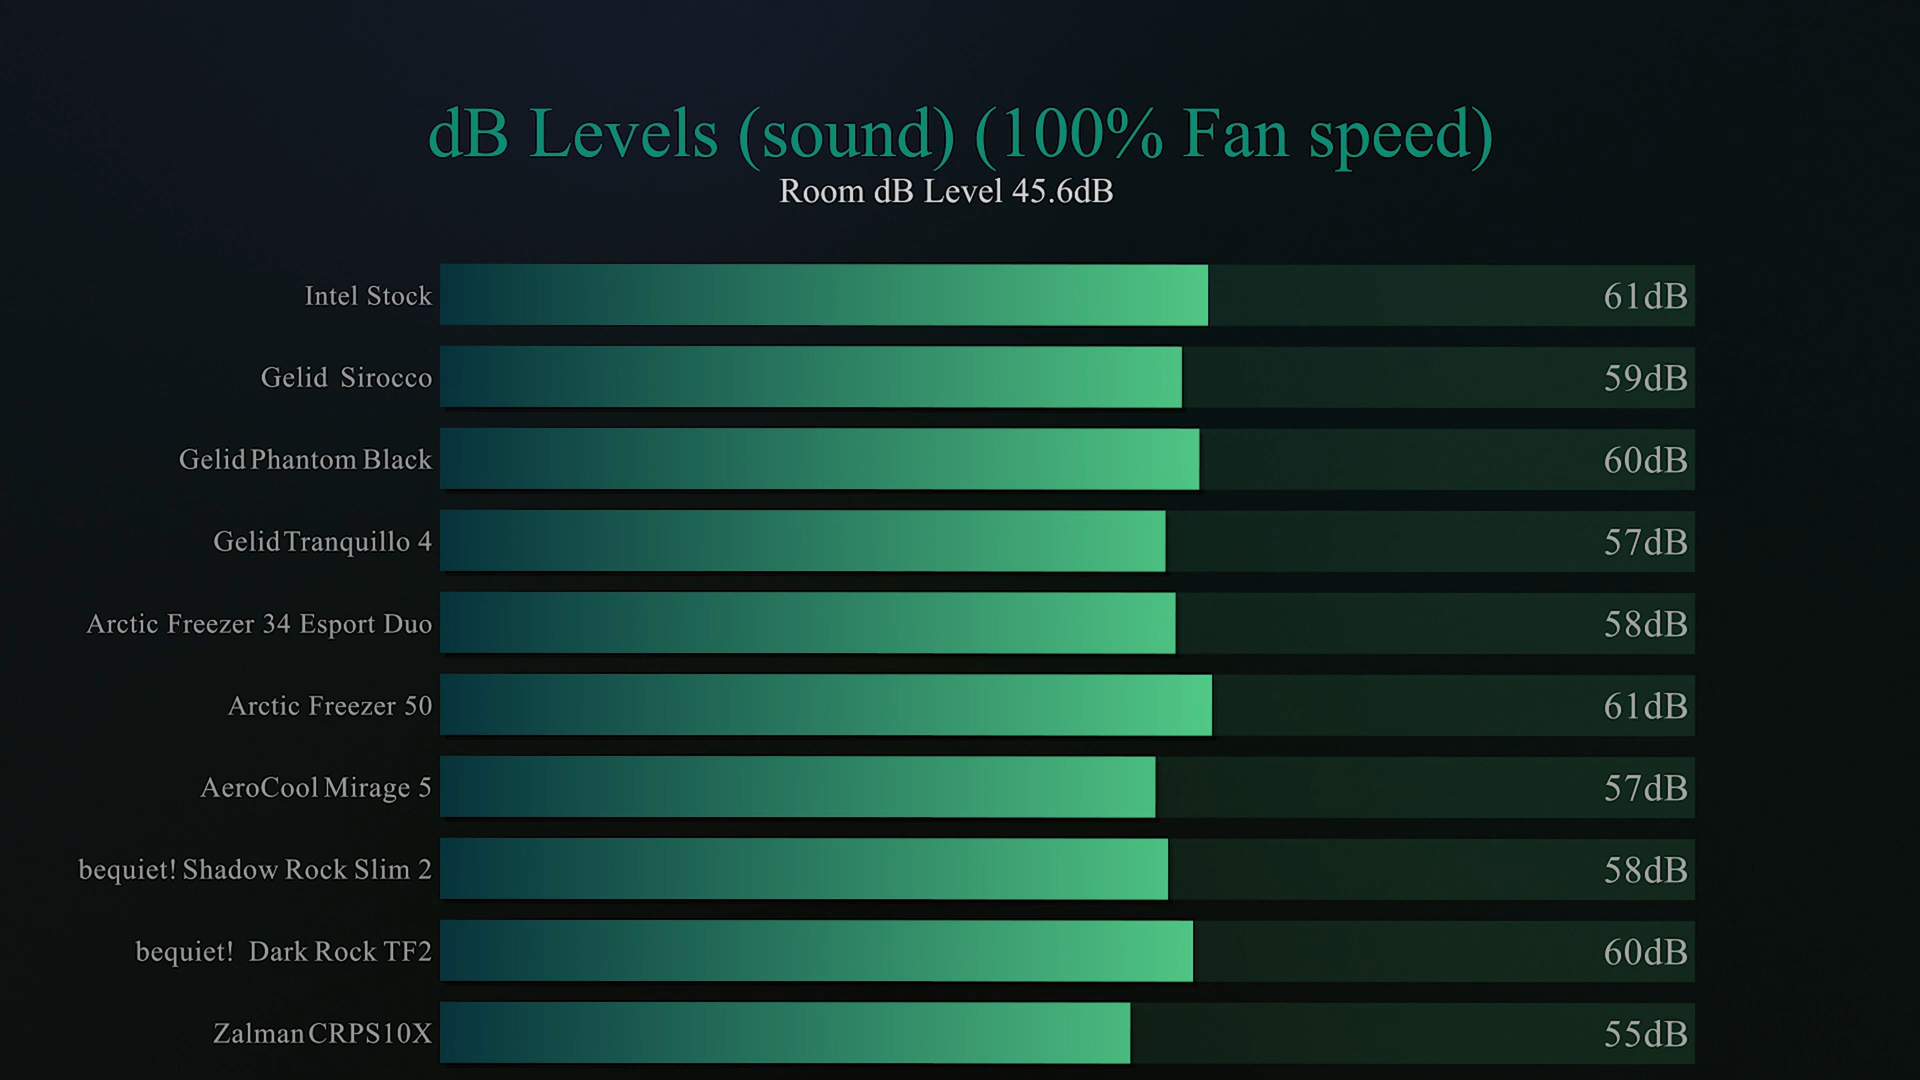 dB Levels (sound) (100% Fan speed)
Room dB Level 45.6dB
Intel Stock 61dB
Gelid Sirocco 59dB
Gelid Phantom Black 60dB
Gelid Tranquillo 4 57dB
Arctic Freezer 34 Esport Duo 58dB
Arctic Freezer 50 61dB
AeroCool Mirage 5 57dB
bequiet! Shadow Rock Slim 2 58dB
bequiet! Dark Rock TF2 60dB
Zalman CRPS10X 55dB